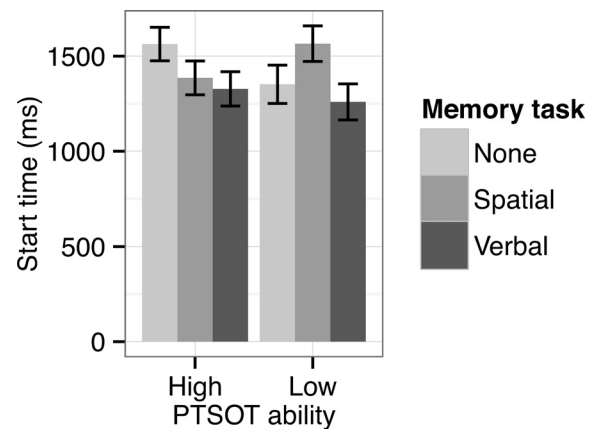 Start time (ms)
1500
1000
500
0
High Low
PTSOT ability
Memory task
None
Spatial
Verbal